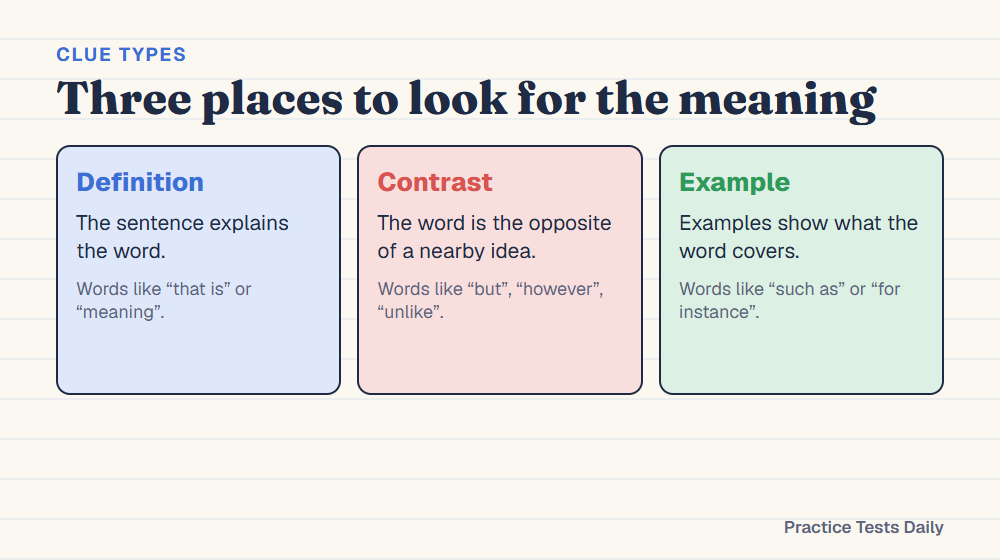 CLUE TYPES
Three places to look for the meaning
Definition
The sentence explains
the word.
Words like “that is” or
“meaning”.
Contrast
The word is the opposite
of a nearby idea.
Words like “but”, “however”,
“unlike”.
Example
Examples show what the
word covers.
Words like “such as” or “for
instance”.
Practice Tests Daily